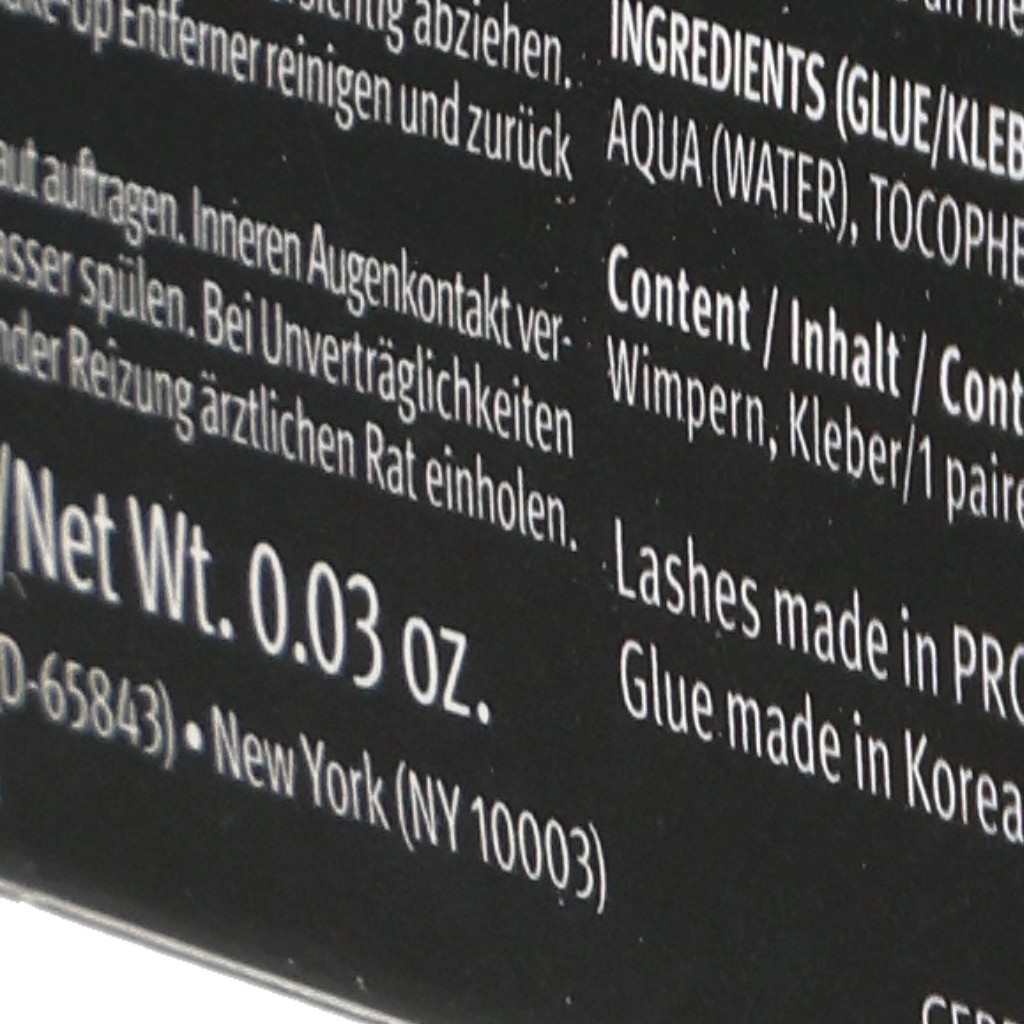 abziehen.
Entferner reinigen und zurück
auftragen. Inneren Augenkontakt ver-
spülen. Bei Unverträglichkeiten
Reizung ärztlichen Rat einholen.
/Net Wt. 0.03 oz.
(D-65843) • New York (NY 10003)
INGREDIENTS (GLUE/KLEB
AQUA (WATER), TOCOPHE
Content / Inhalt / Cont
Wimpern, Kleber/1 paire
Lashes made in PRC
Glue made in Korea